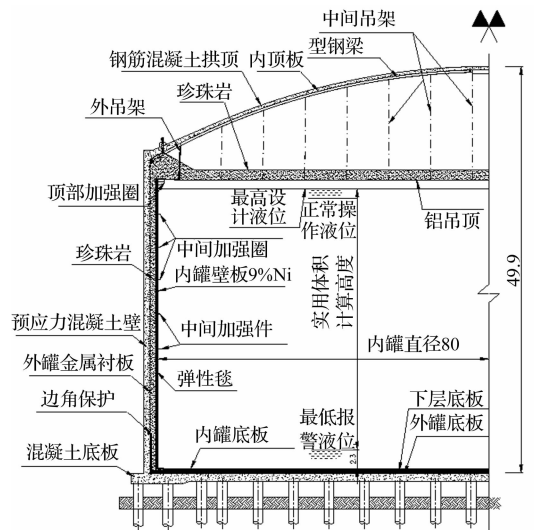 中间吊架
型钢梁
内顶板
钢筋混凝土拱顶
珍珠岩
外吊架
顶部加强圈
最高设
计液位
正常操
作液位
铝吊顶
珍珠岩
中间加强圈
内罐壁板9%Ni
实用体积
计算高度
49.9
预应力混凝土壁
中间加强件
内罐直径80
外罐金属衬板
弹性毯
边角保护
下层底板
最低报
警液位
外罐底板
内罐底板
混凝土底板
2.3